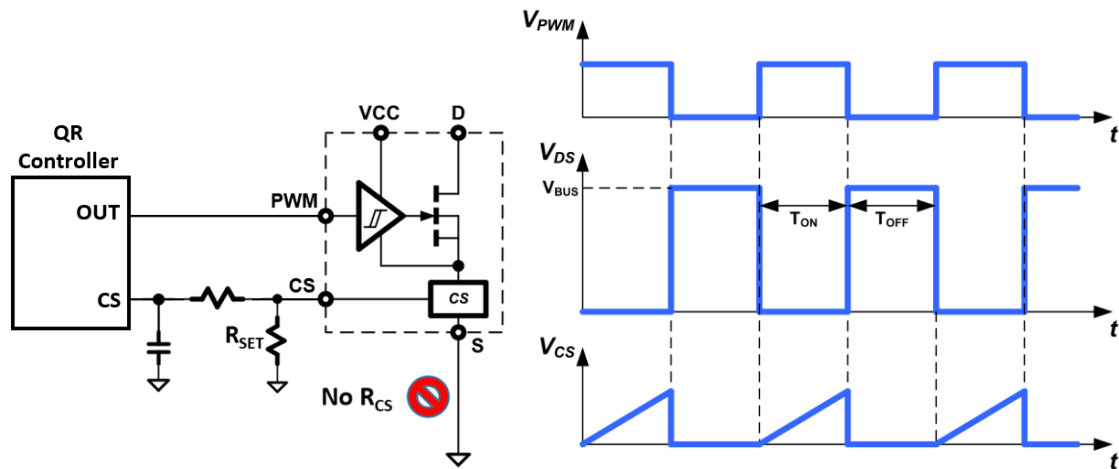 QR
Controller
OUT
CS
PWM
VCC
D
CS
CS
S
RSET
No RCS
VPWM
t
VDS
VBUS
TON
TOFF
t
VCS
t